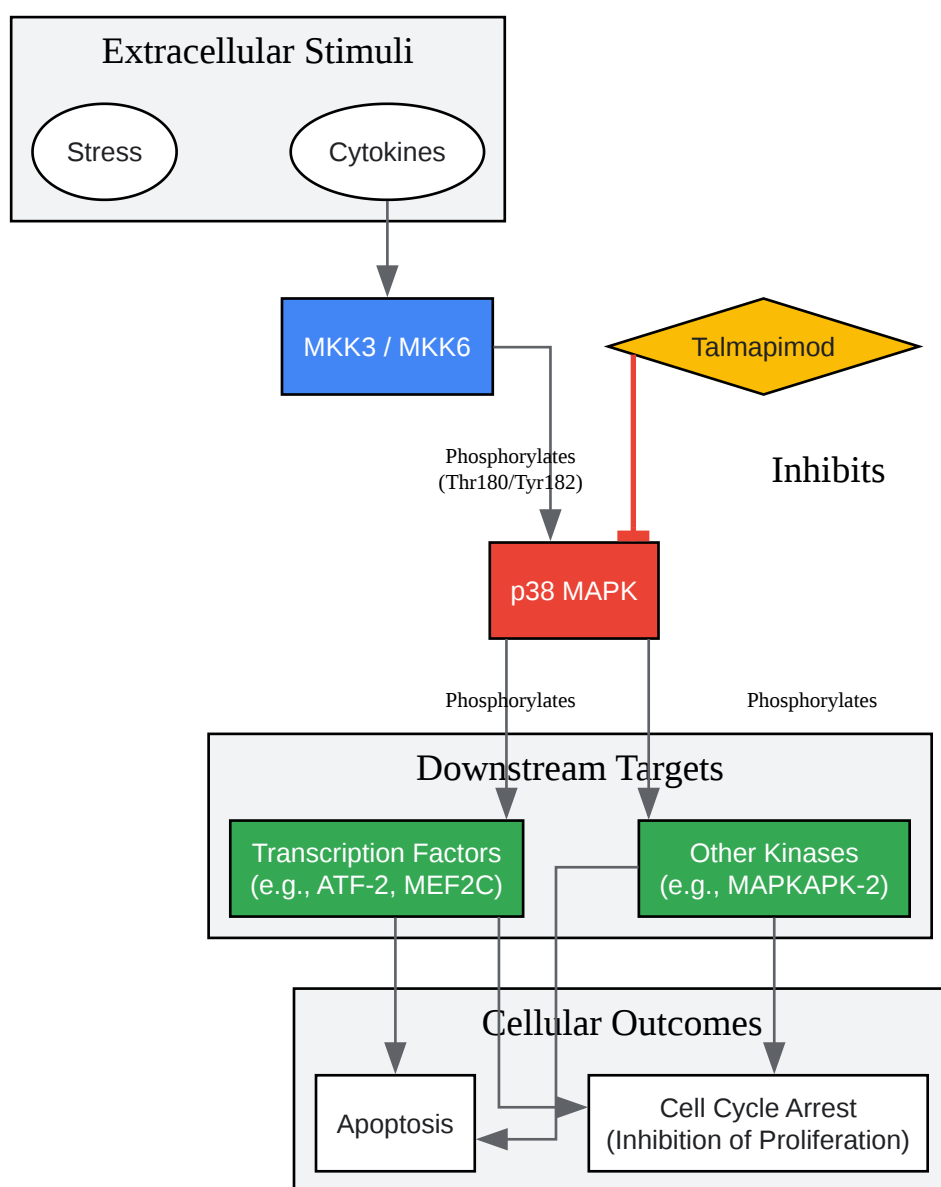 Extracellular Stimuli
Stress
Cytokines
MKK3 / MKK6
Talmapimod
Phosphorylates
(Thr180/Tyr182)
Inhibits
p38 MAPK
Phosphorylates
Phosphorylates
Downstream Targets
Transcription Factors
(e.g., ATF-2, MEF2C)
Other Kinases
(e.g., MAPKAPK-2)
Cellular Outcomes
Apoptosis
Cell Cycle Arrest
(Inhibition of Proliferation)